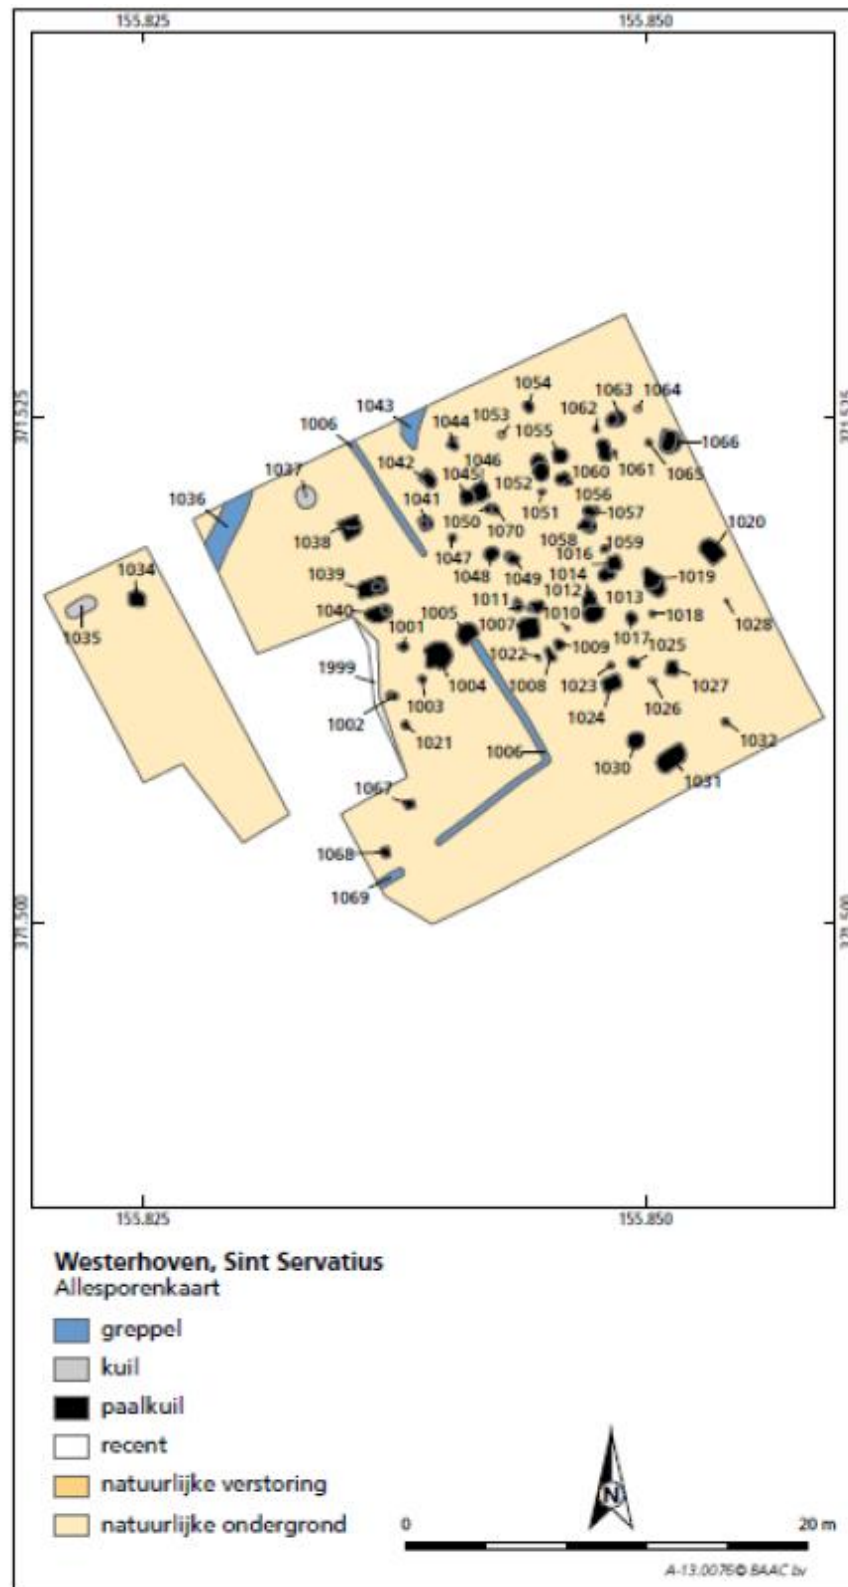 155.825 155.850
371.525 371.525
1054
1063 1064
1043 1044 1053 1062
1006 1055 1066
1042 1045 1046 1061 1065
1037 1052 1060
1036 1041 1056
1051 1057
1050 1070 1020
1038 1058 1059
1047 1016
1048 1049 1014 1019
1034 1039 1012 1013
1011 1028
1035 1040 1005 1010 1018
1001 1007 1017
1009 1025
1999 1022
1004 1008 1023 1027
1003 1026
1002 1024
1021 1032
1006 1030
1031
1067
1068
1069
371.500 371.500
155.825 155.850
Westerhoven, Sint Servatius
Allesporenkaart
greppel
kuil
paalkuil
recent
natuurlijke verstoring
natuurlijke ondergrond
N
0 20 m
A-13.0076© BAAC bv